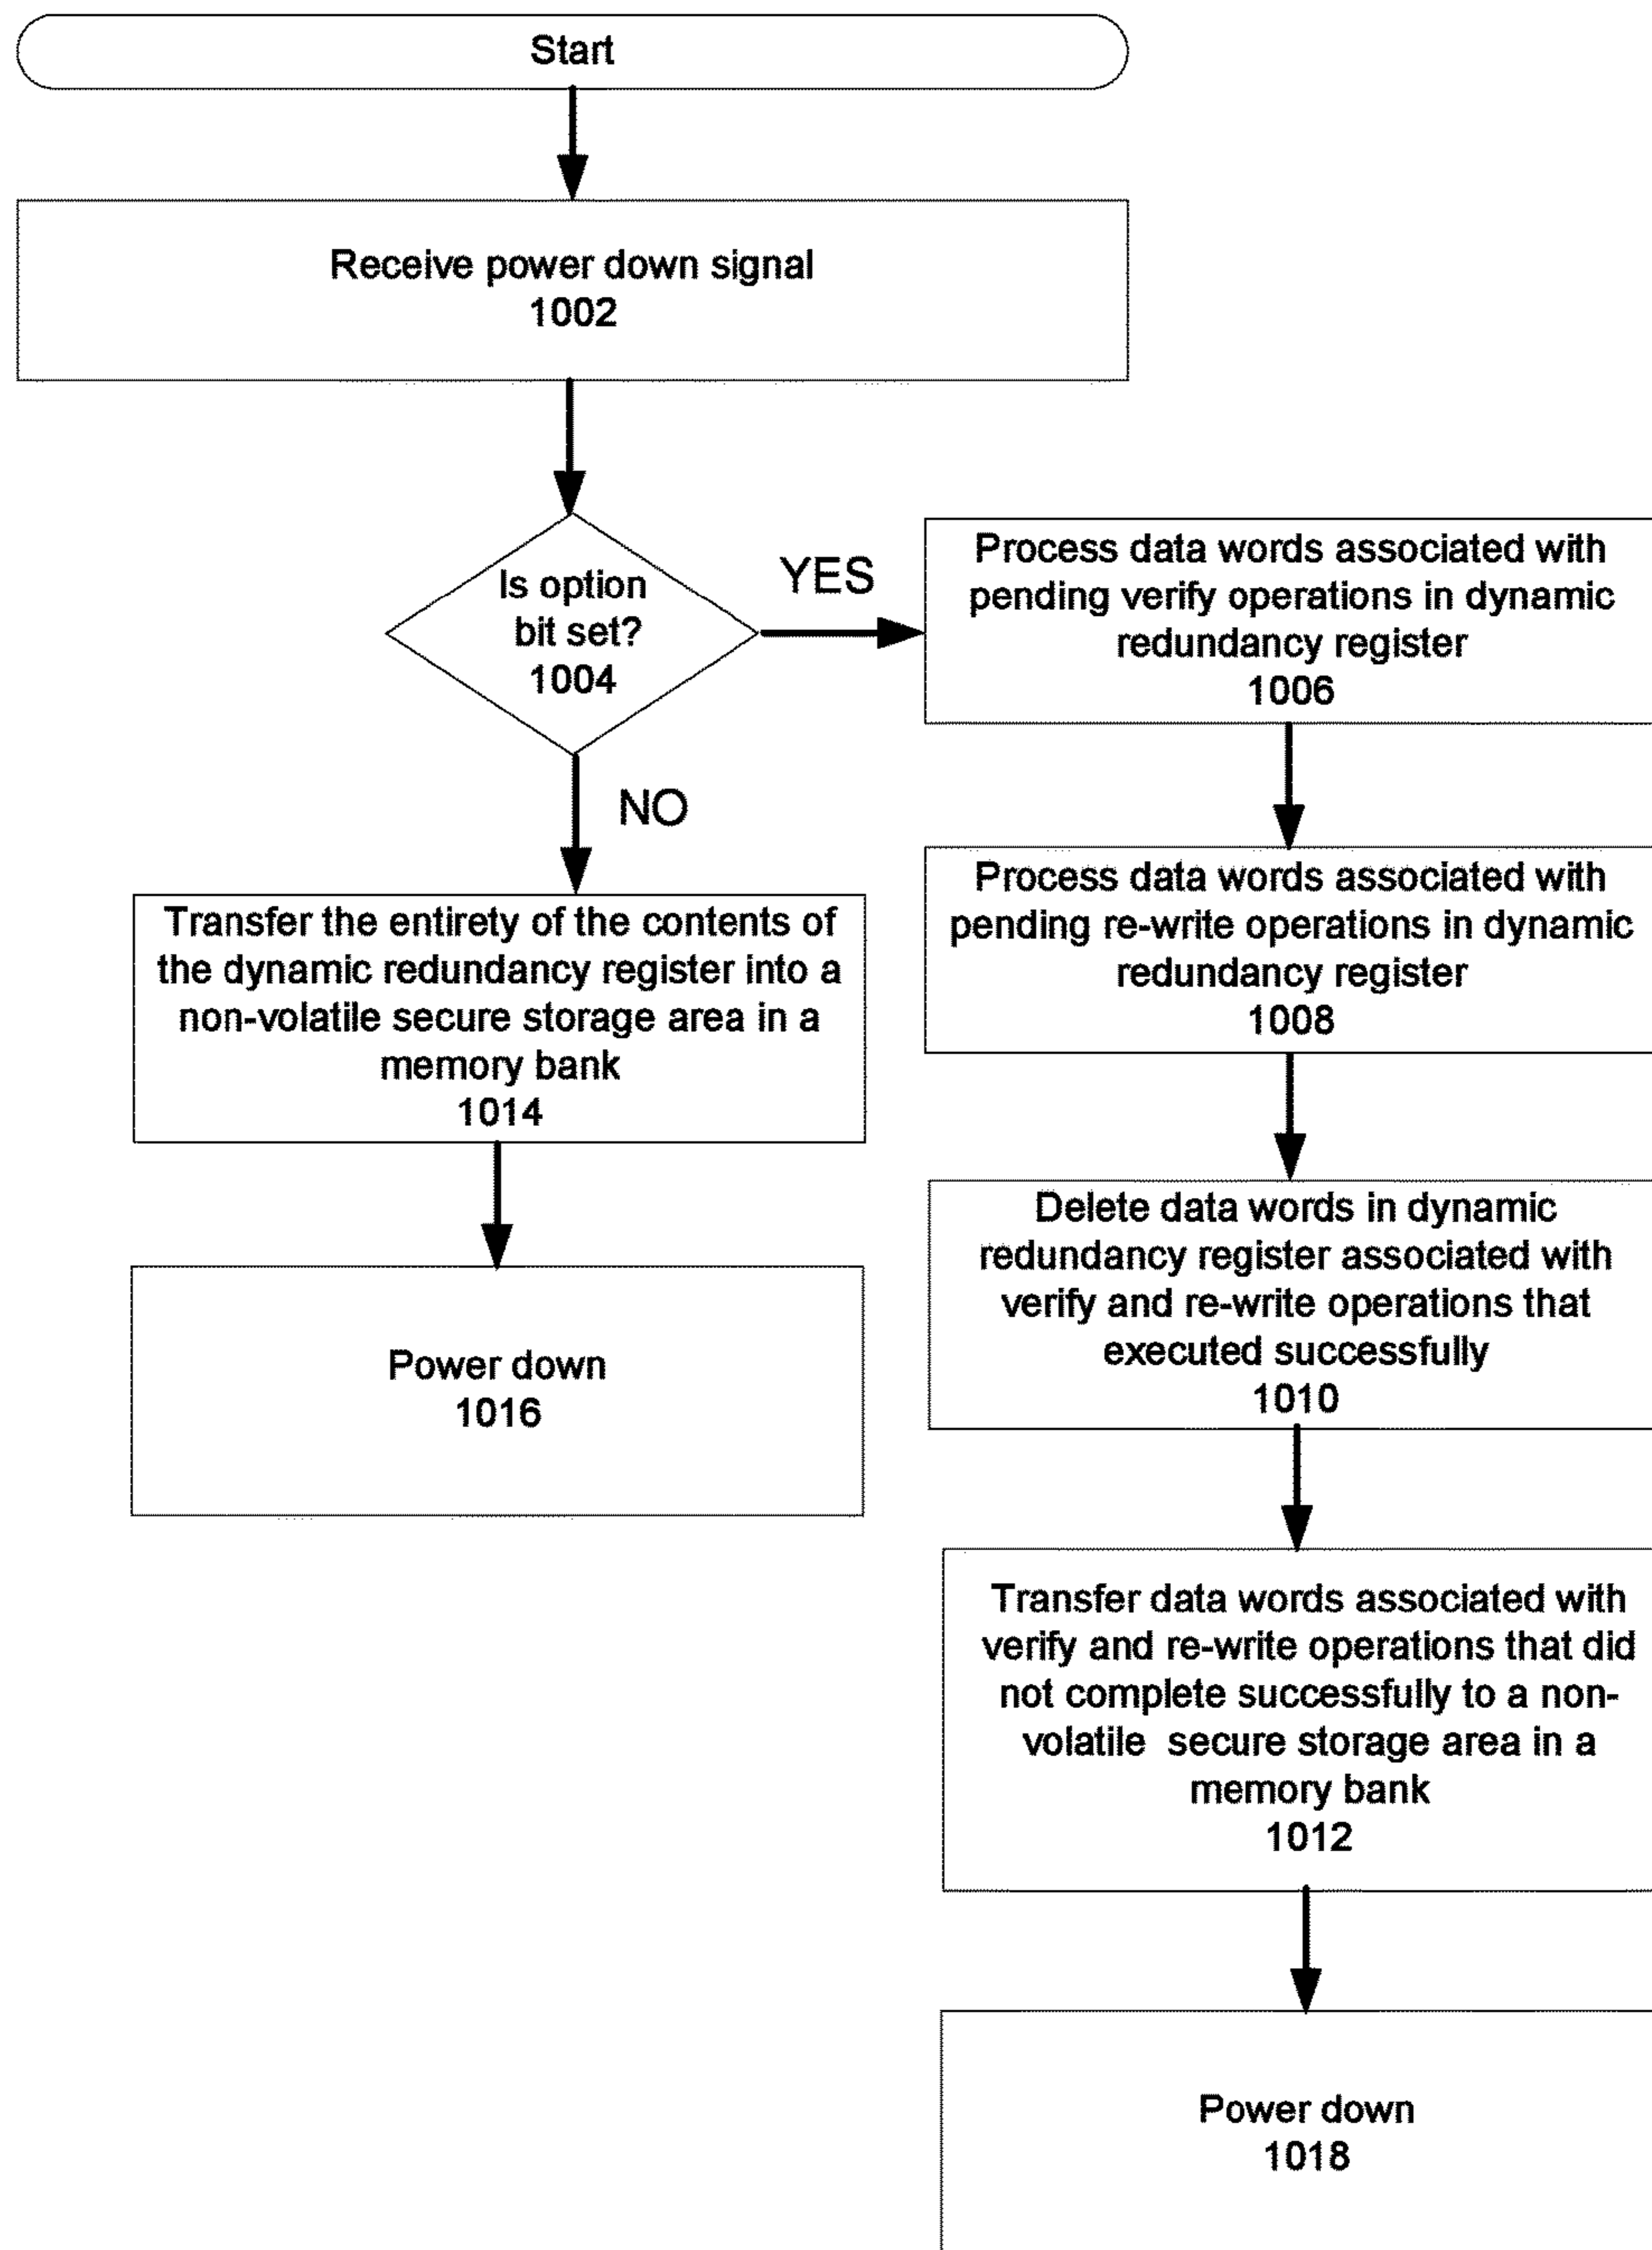 Start
Receive power down signal
1002
Is option
bit set?
1004
YES
NO
Process data words associated with
pending verify operations in dynamic
redundancy register
1006
Process data words associated with
pending re-write operations in dynamic
redundancy register
1008
Delete data words in dynamic
redundancy register associated with
verify and re-write operations that
executed successfully
1010
Transfer data words associated with
verify and re-write operations that did
not complete successfully to a non-
volatile  secure storage area in a
memory bank
1012
Power down
1018
Transfer the entirety of the contents of
the dynamic redundancy register into a
non-volatile secure storage area in a
memory bank
1014
Power down
1016